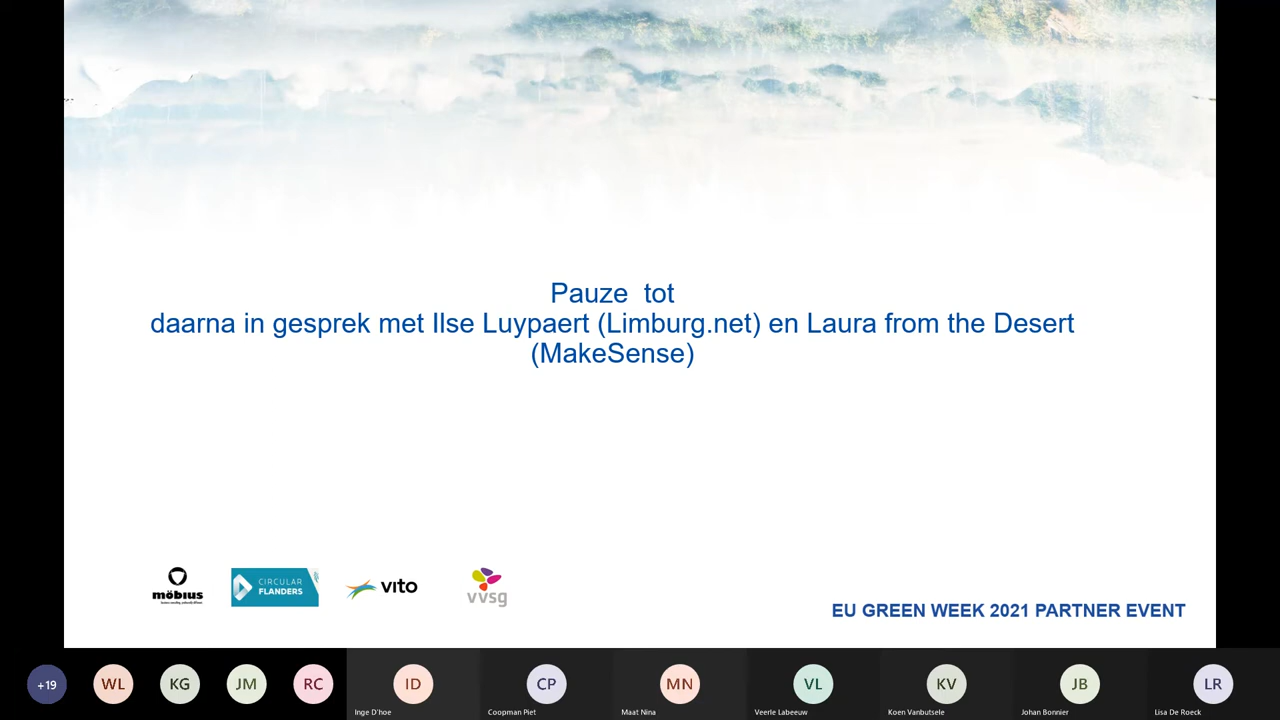 Pauze tot
daarna in gesprek met Ilse Luypaert (Limburg.net) en Laura from the Desert
(MakeSense)
möbius
CIRCULAR
FLANDERS
vito
vvsg
EU GREEN WEEK 2021 PARTNER EVENT
+19
WL
KG
JM
RC
ID
CP
MN
VL
KV
JB
LR
Inge D'hoe
Coopman Piet
Maat Nina
Veerle Labeeuw
Koen Vanbutsele
Johan Bonnier
Lisa De Roeck